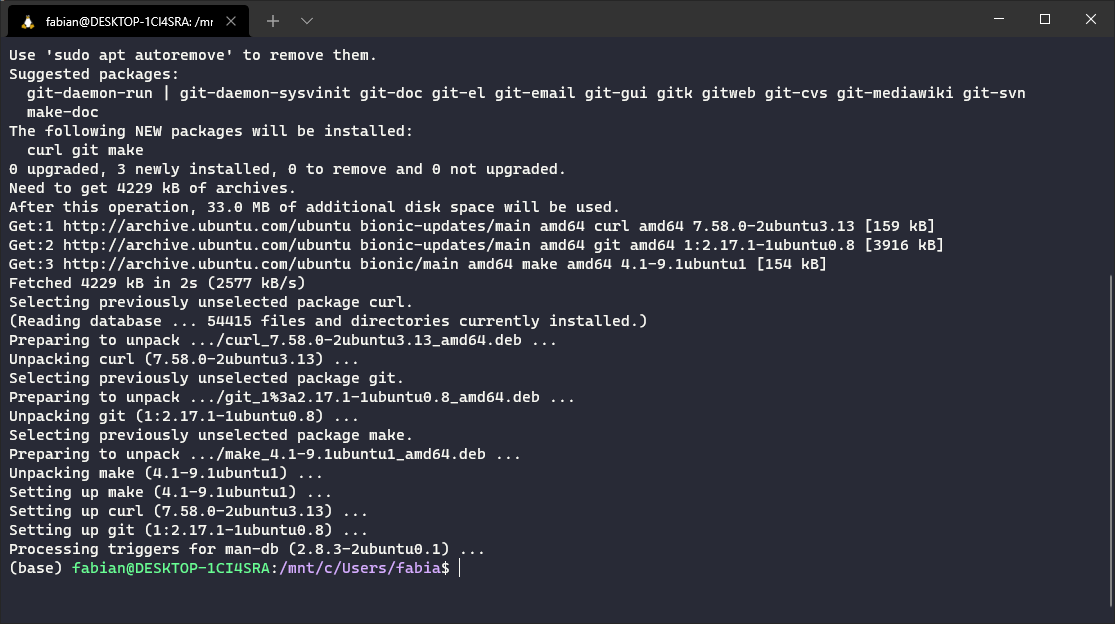 fabian@DESKTOP-1CI4SRA: /mr
Use 'sudo apt autoremove' to remove them.
Suggested packages:
  git-daemon-run | git-daemon-sysvinit git-doc git-el git-email git-gui gitk gitweb git-cvs git-mediawiki git-svn
  make-doc
The following NEW packages will be installed:
  curl git make
0 upgraded, 3 newly installed, 0 to remove and 0 not upgraded.
Need to get 4229 kB of archives.
After this operation, 33.0 MB of additional disk space will be used.
Get:1 http://archive.ubuntu.com/ubuntu bionic-updates/main amd64 curl amd64 7.58.0-2ubuntu3.13 [159 kB]
Get:2 http://archive.ubuntu.com/ubuntu bionic-updates/main amd64 git amd64 1:2.17.1-1ubuntu0.8 [3916 kB]
Get:3 http://archive.ubuntu.com/ubuntu bionic/main amd64 make amd64 4.1-9.1ubuntu1 [154 kB]
Fetched 4229 kB in 2s (2577 kB/s)
Selecting previously unselected package curl.
(Reading database ... 54415 files and directories currently installed.)
Preparing to unpack .../curl_7.58.0-2ubuntu3.13_amd64.deb ...
Unpacking curl (7.58.0-2ubuntu3.13) ...
Selecting previously unselected package git.
Preparing to unpack .../git_1%3a2.17.1-1ubuntu0.8_amd64.deb ...
Unpacking git (1:2.17.1-1ubuntu0.8) ...
Selecting previously unselected package make.
Preparing to unpack .../make_4.1-9.1ubuntu1_amd64.deb ...
Unpacking make (4.1-9.1ubuntu1) ...
Setting up make (4.1-9.1ubuntu1) ...
Setting up curl (7.58.0-2ubuntu3.13) ...
Setting up git (1:2.17.1-1ubuntu0.8) ...
Processing triggers for man-db (2.8.3-2ubuntu0.1) ...
(base) fabian@DESKTOP-1CI4SRA:/mnt/c/Users/fabia$